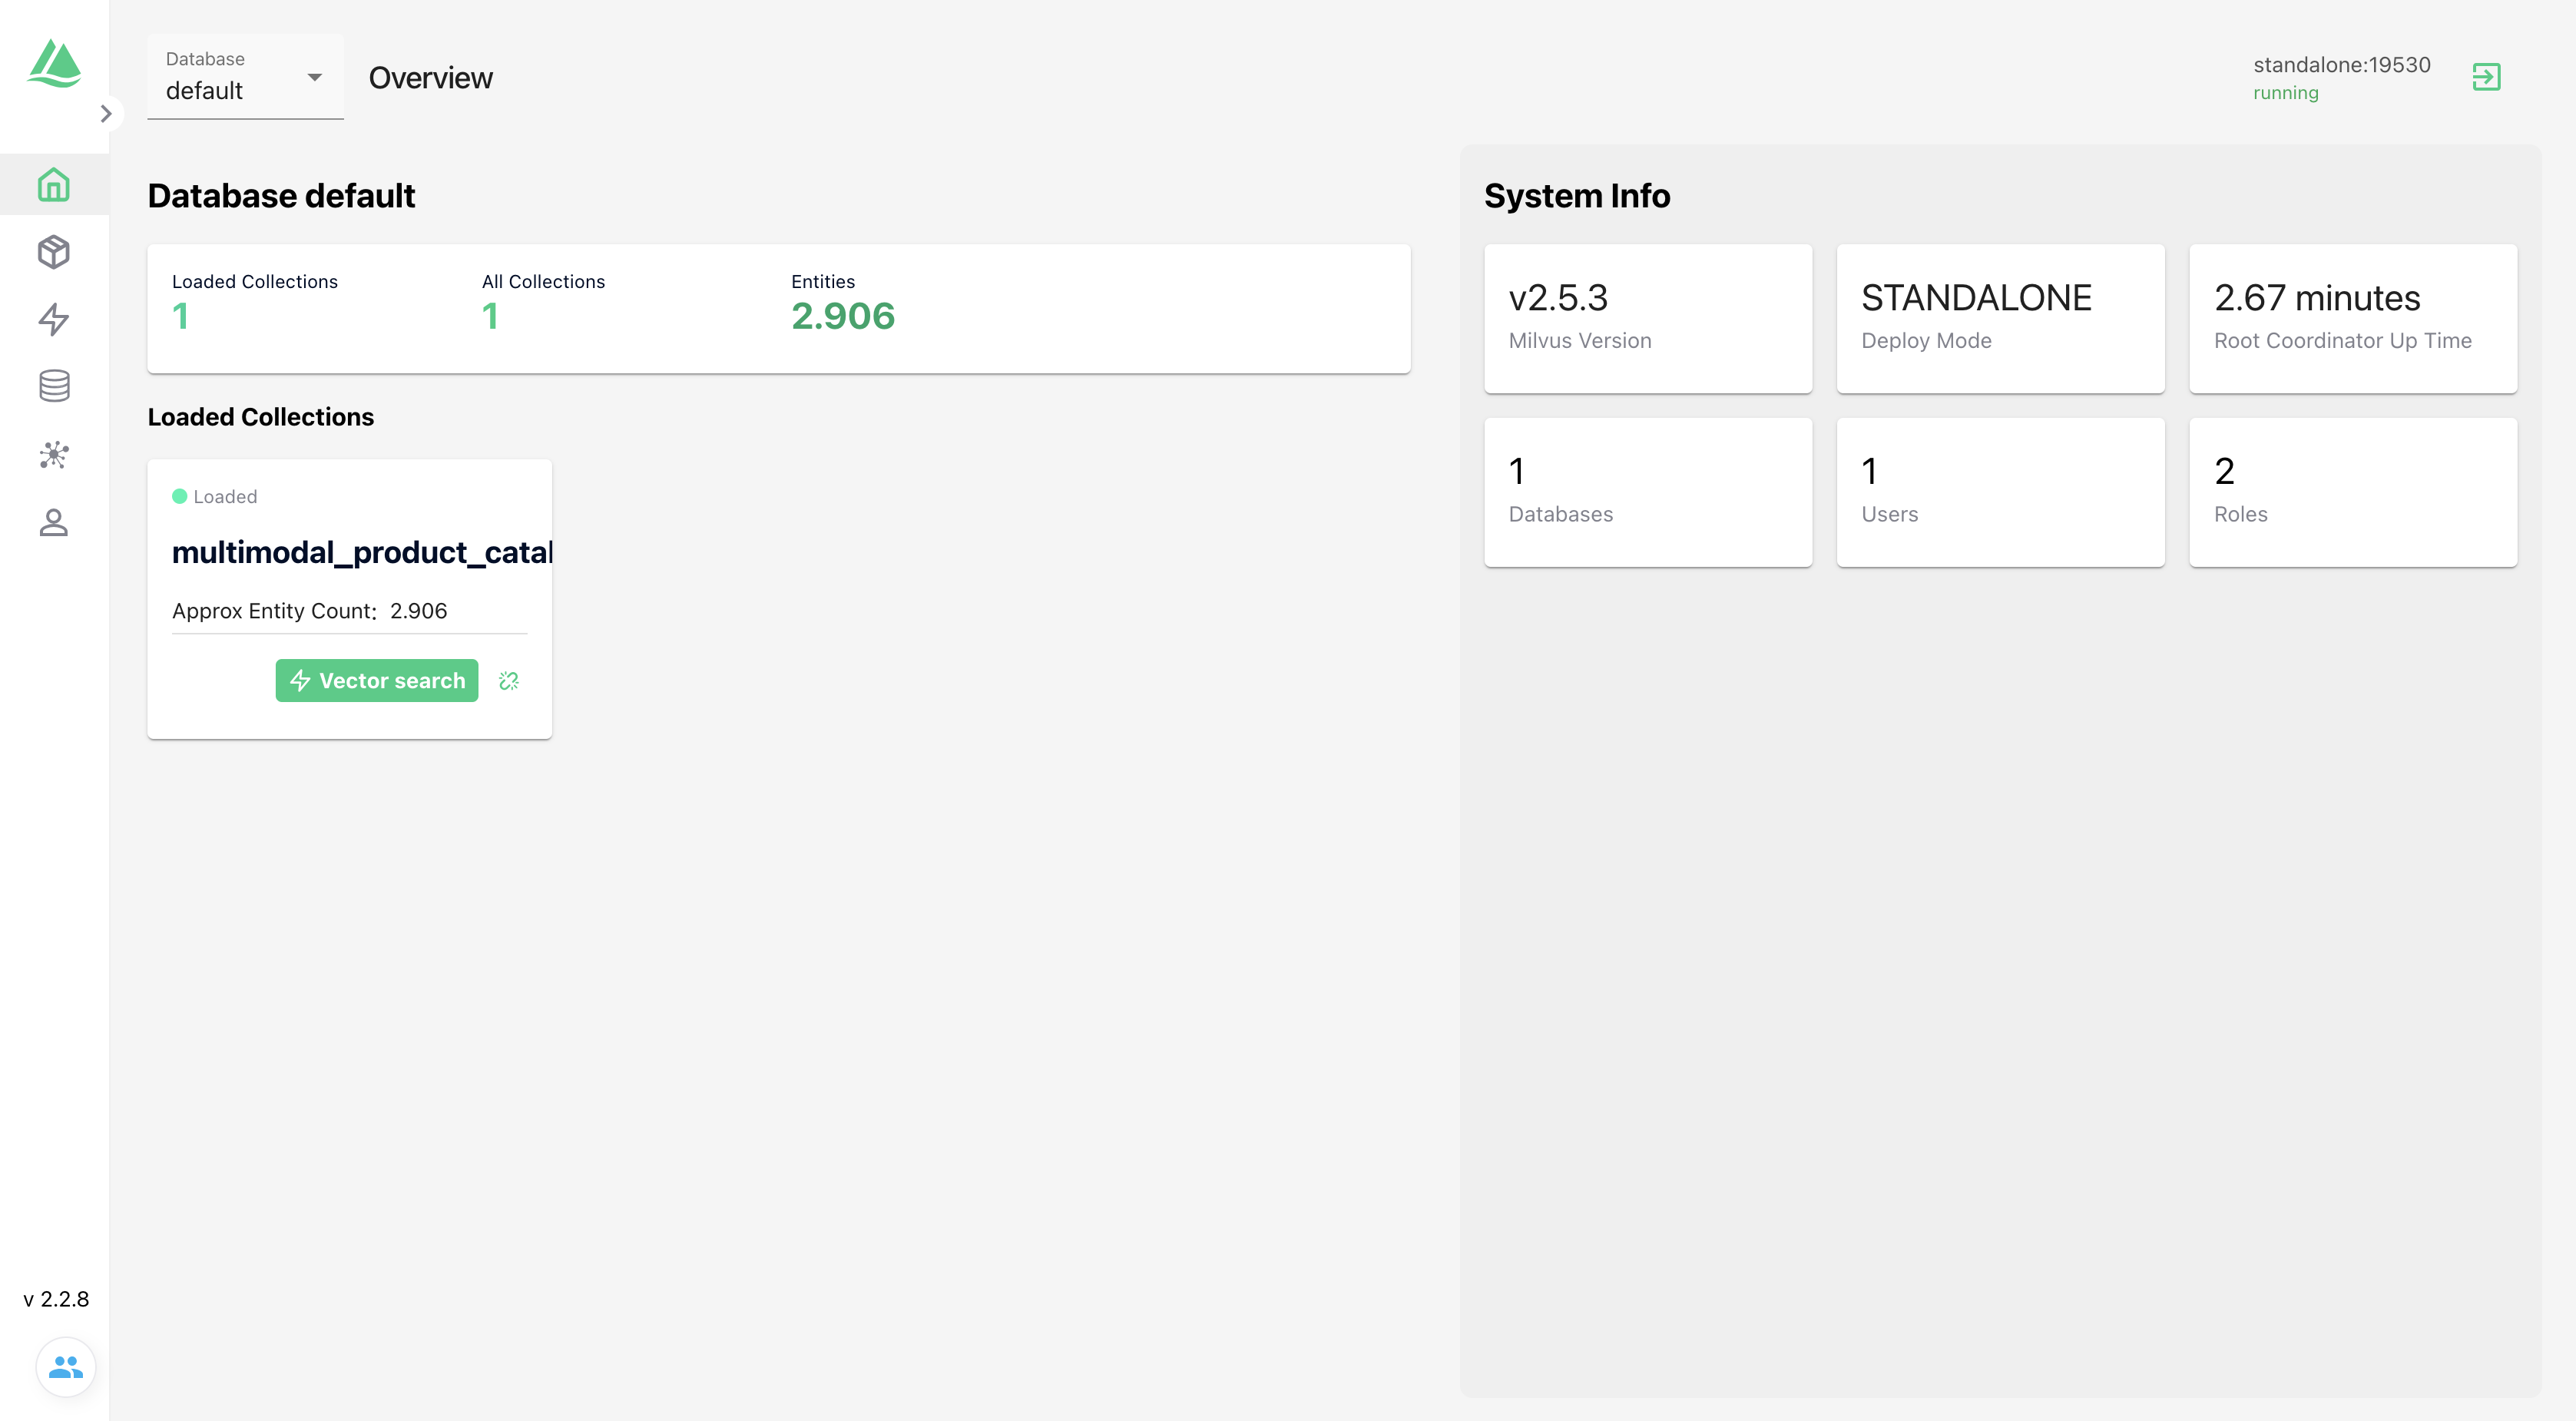 Database
default
Overview
standalone:19530
running
Database default
Loaded Collections
1
All Collections
1
Entities
2.906
Loaded Collections
Loaded
multimodal_product_catal
Approx Entity Count: 2.906
Vector search
System Info
v2.5.3
Milvus Version
STANDALONE
Deploy Mode
2.67 minutes
Root Coordinator Up Time
1
Databases
1
Users
2
Roles
v 2.2.8